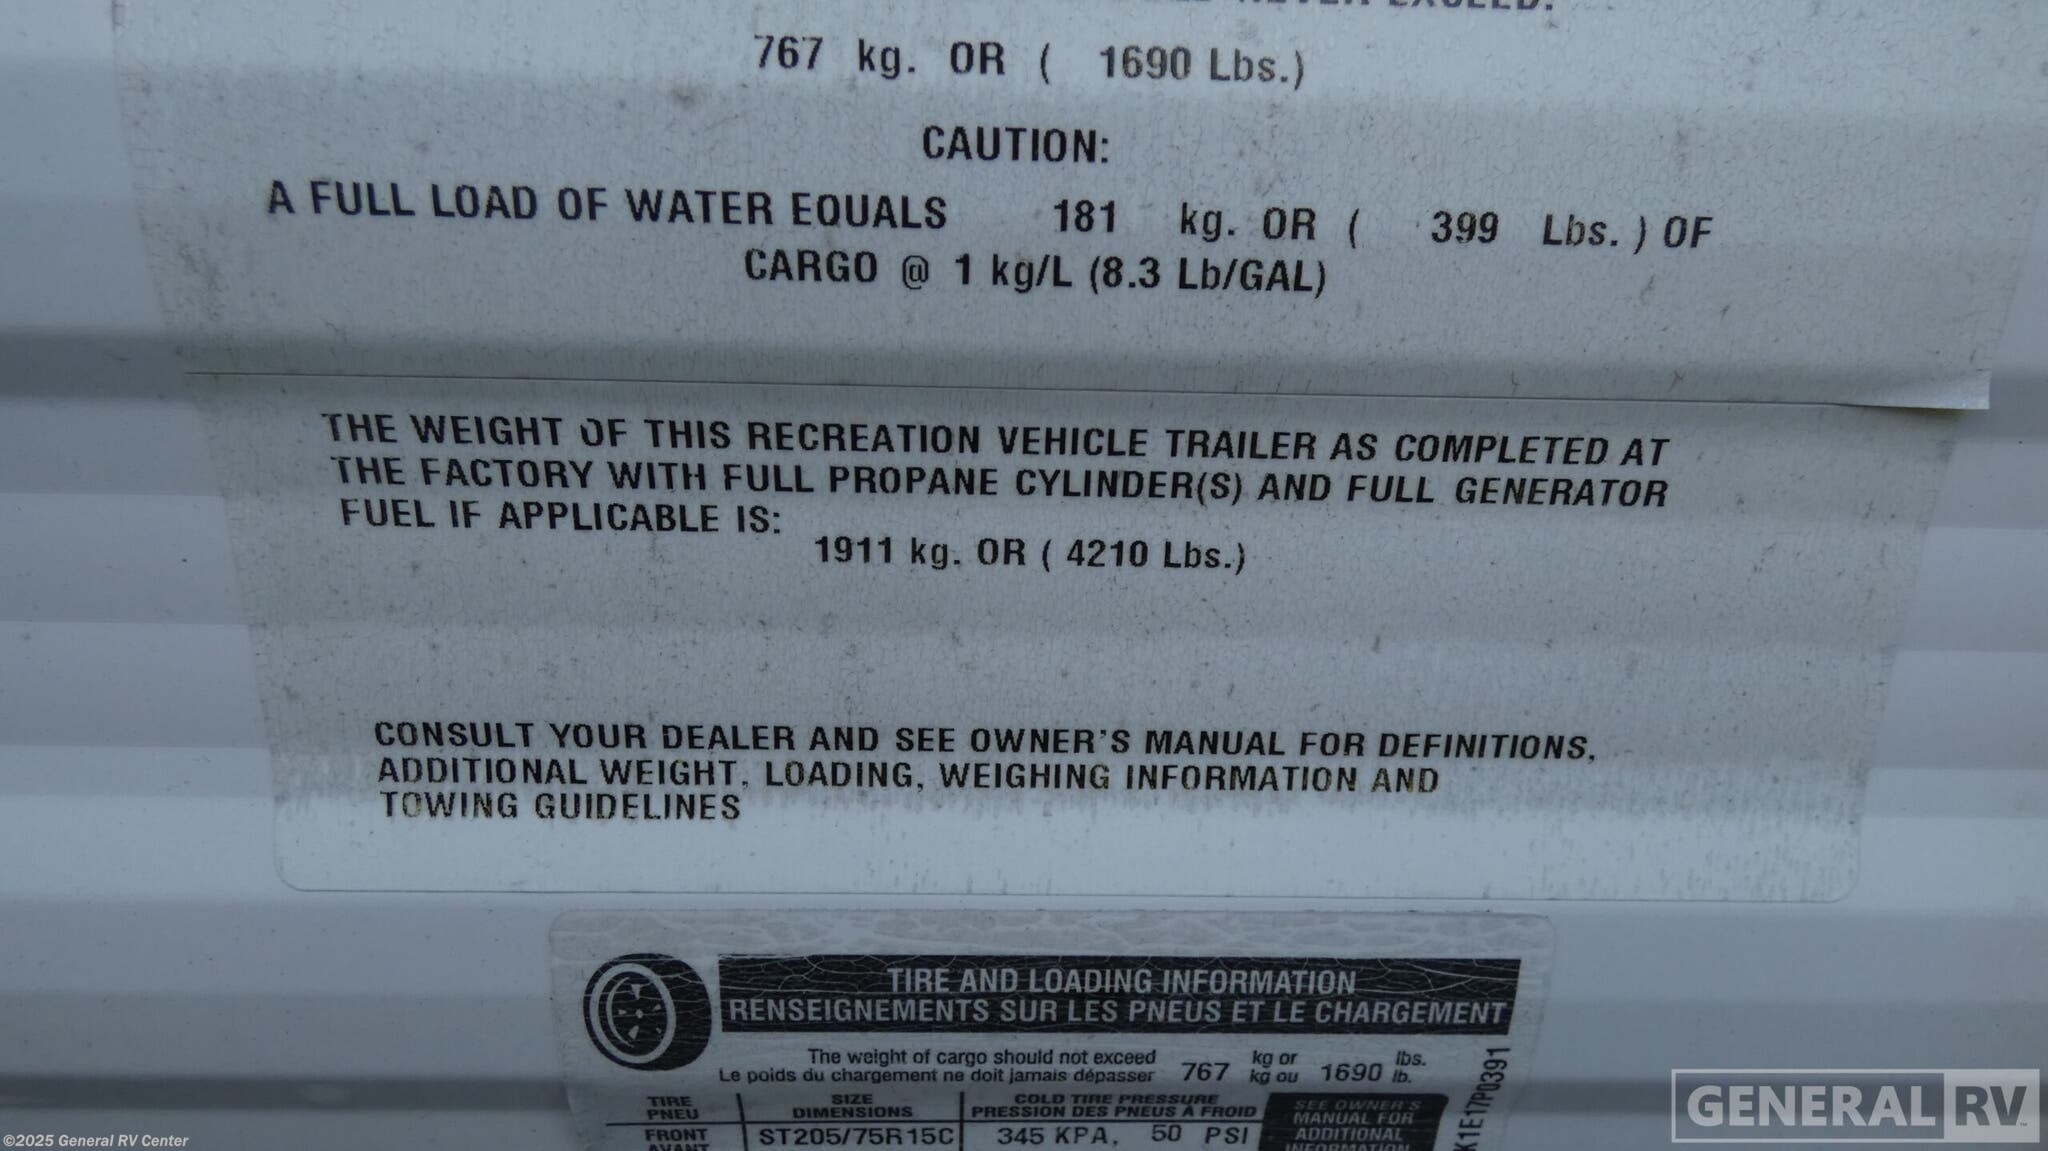 NEVER EXCEED:
767 kg. OR ( 1690 Lbs.)
CAUTION:
A FULL LOAD OF WATER EQUALS 181 kg. OR ( 399 Lbs. ) OF
CARGO @ 1 kg/L (8.3 Lb/GAL)
THE WEIGHT OF THIS RECREATION VEHICLE TRAILER AS COMPLETED AT
THE FACTORY WITH FULL PROPANE CYLINDER(S) AND FULL GENERATOR
FUEL IF APPLICABLE IS:
1911 kg. OR ( 4210 Lbs.)
CONSULT YOUR DEALER AND SEE OWNER'S MANUAL FOR DEFINITIONS,
ADDITIONAL WEIGHT, LOADING, WEIGHING INFORMATION AND
TOWING GUIDELINES
TIRE AND LOADING INFORMATION
RENSEIGNEMENTS SUR LES PNEUS ET LE CHARGEMENT
The weight of cargo should not exceed 767 kg or 1690 lbs.
Le poids du chargement ne doit jamais dépasser kg ou lb.
TIRE SIZE COLD TIRE PRESSURE SEE OWNER'S
PNEU DIMENSIONS PRESSION DES PNEUS A FROID MANUAL FOR
FRONT ST205/75R15C 345 KPA, 50 PSI ADDITIONAL
AVANT INFORMATION
K1E17P0391
GENERAL RV
©2025 General RV Center